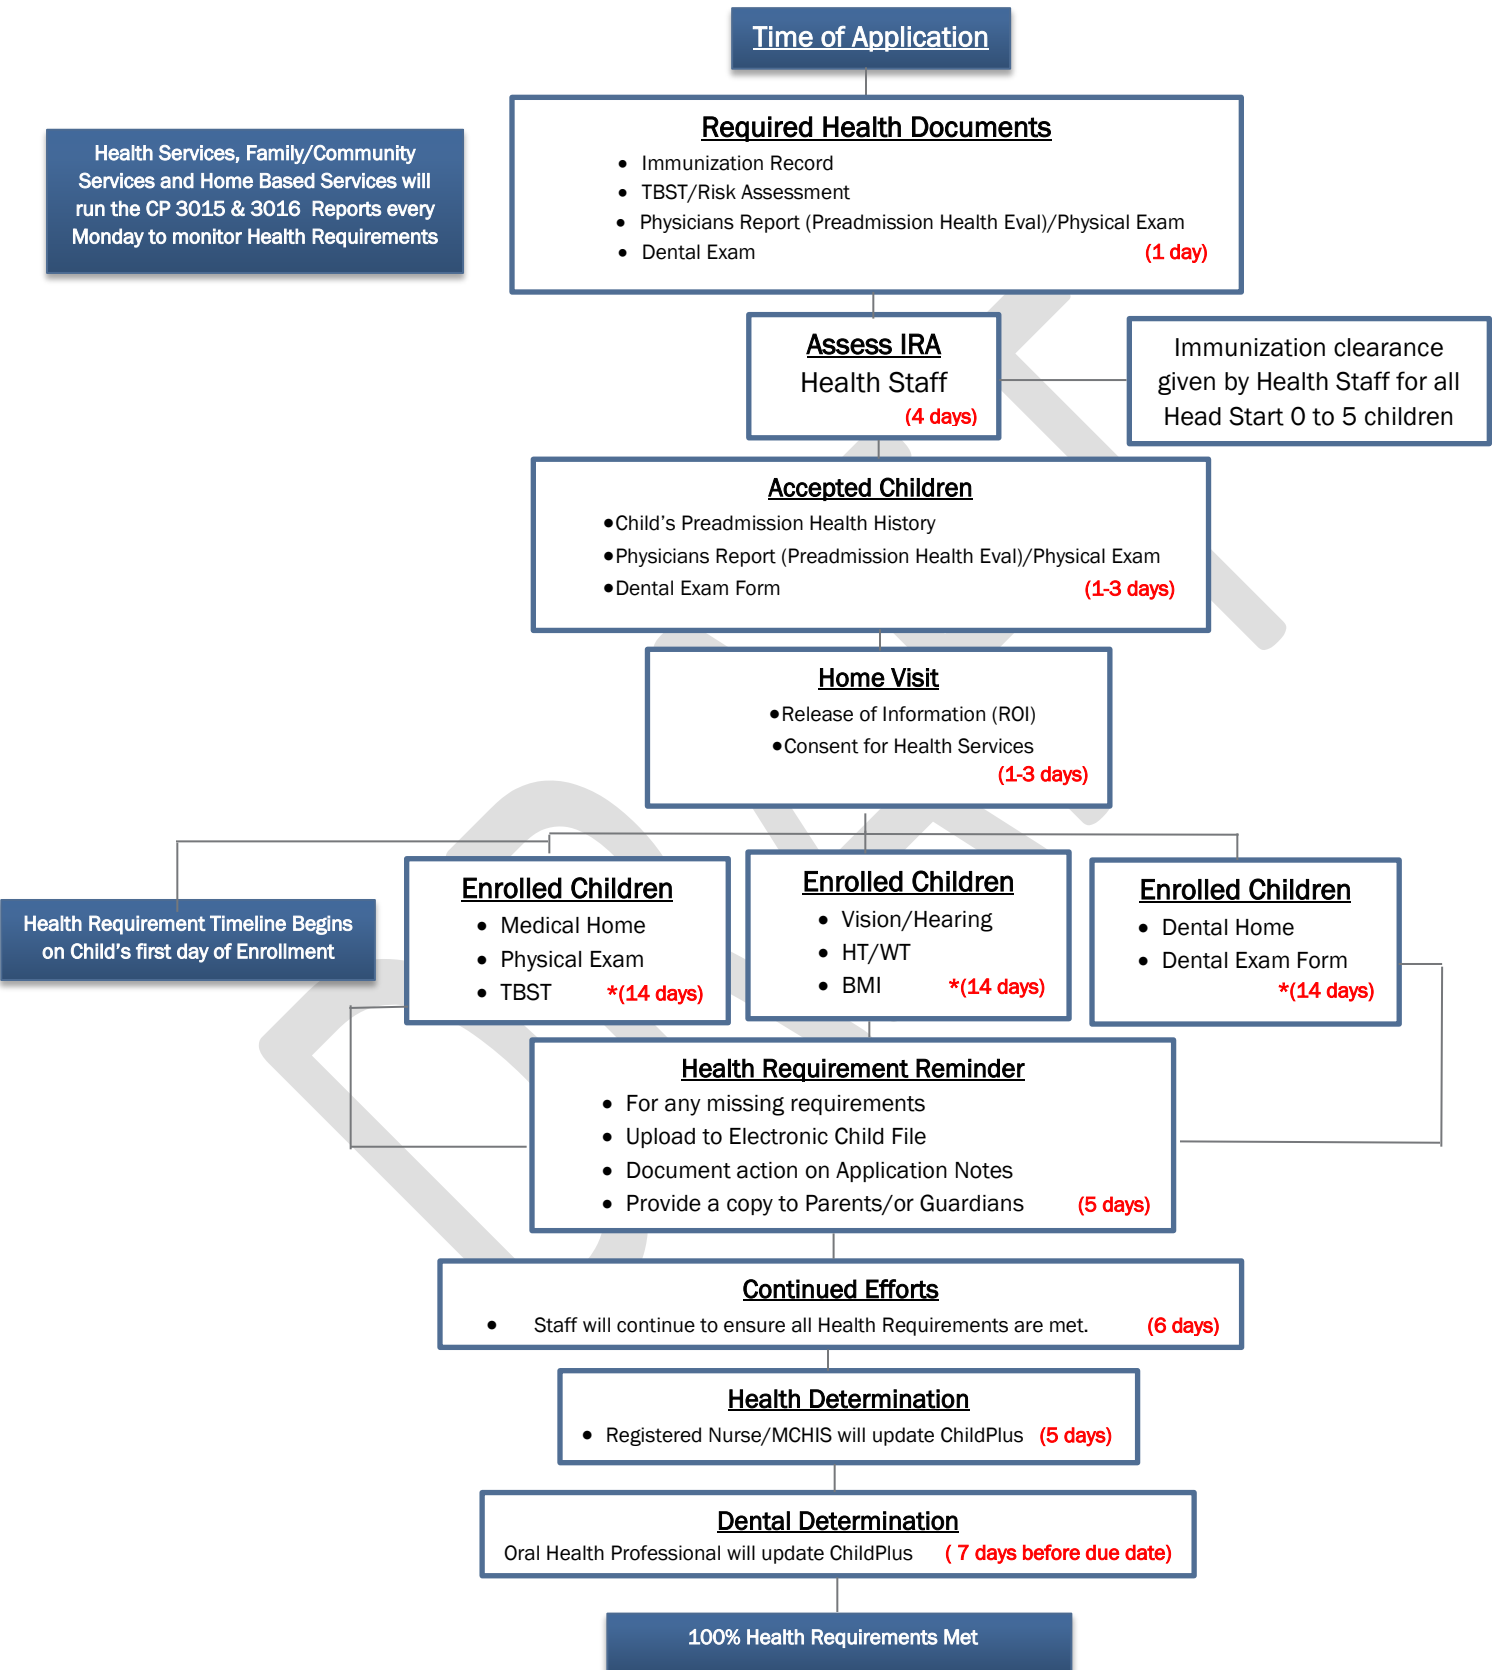 Time of Application
Required Health Documents
• Immunization Record
• TBST/Risk Assessment
• Physicians Report (Preadmission Health Eval)/Physical Exam
• Dental Exam (1 day)
Health Services, Family/Community
Services and Home Based Services will
run the CP 3015 & 3016 Reports every
Monday to monitor Health Requirements
Assess IRA
Health Staff
(4 days)
Immunization clearance
given by Health Staff for all
Head Start 0 to 5 children
Accepted Children
•Child’s Preadmission Health History
•Physicians Report (Preadmission Health Eval)/Physical Exam
•Dental Exam Form (1-3 days)
Home Visit
•Release of Information (ROI)
•Consent for Health Services
(1-3 days)
Health Requirement Timeline Begins
on Child’s first day of Enrollment
Enrolled Children
• Medical Home
• Physical Exam
• TBST *(14 days)
Enrolled Children
• Vision/Hearing
• HT/WT
• BMI *(14 days)
Enrolled Children
• Dental Home
• Dental Exam Form
*(14 days)
Health Requirement Reminder
• For any missing requirements
• Upload to Electronic Child File
• Document action on Application Notes
• Provide a copy to Parents/or Guardians (5 days)
Continued Efforts
• Staff will continue to ensure all Health Requirements are met. (6 days)
Health Determination
• Registered Nurse/MCHIS will update ChildPlus (5 days)
Dental Determination
Oral Health Professional will update ChildPlus ( 7 days before due date)
100% Health Requirements Met
DRAFT